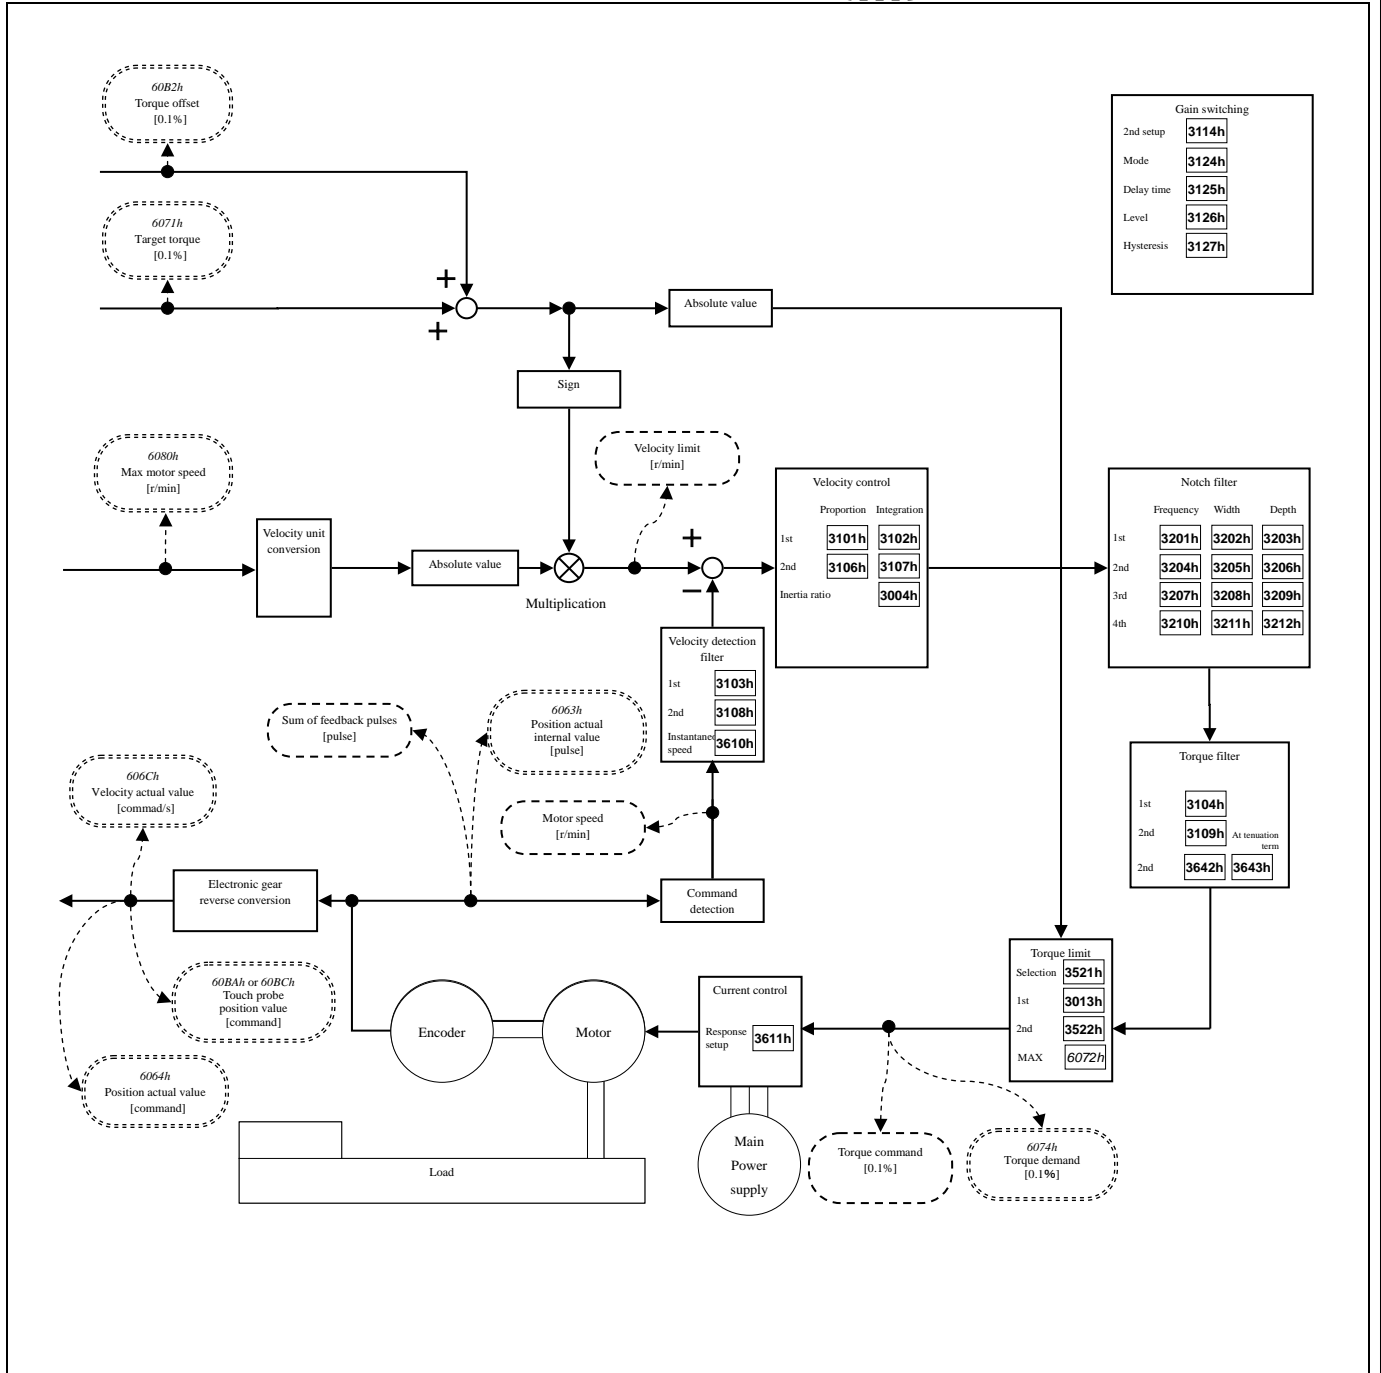 60B2h
Torque offset
[0.1%]
6071h
Target torque
[0.1%]
Gain switching
2nd setup 3114h
Mode 3124h
Delay time 3125h
Level 3126h
Hysteresis 3127h
+
+
Absolute value
Sign
6080h
Max motor speed
[r/min]
Velocity unit
conversion
Absolute value
Multiplication
Velocity limit
[r/min]
+
−
Velocity control
Proportion Integration
1st 3101h 3102h
2nd 3106h 3107h
Inertia ratio 3004h
Notch filter
Frequency Width Depth
1st 3201h 3202h 3203h
2nd 3204h 3205h 3206h
3rd 3207h 3208h 3209h
4th 3210h 3211h 3212h
Velocity detection
filter
1st 3103h
2nd 3108h
Instantaneo
speed 3610h
Sum of feedback pulses
[pulse]
6063h
Position actual
internal value
[pulse]
606Ch
Velocity actual value
[commad/s]
Motor speed
[r/min]
Torque filter
1st 3104h
2nd 3109h
At tenuation
term
2nd 3642h 3643h
Electronic gear
reverse conversion
Command
detection
60BAh or 60BCh
Touch probe
position value
[command]
6064h
Position actual value
[command]
Encoder
Motor
Current control
Response
setup 3611h
Torque limit
Selection 3521h
1st 3013h
2nd 3522h
MAX 6072h
Load
Main
Power
supply
Torque command
[0.1%]
6074h
Torque demand
[0.1%]